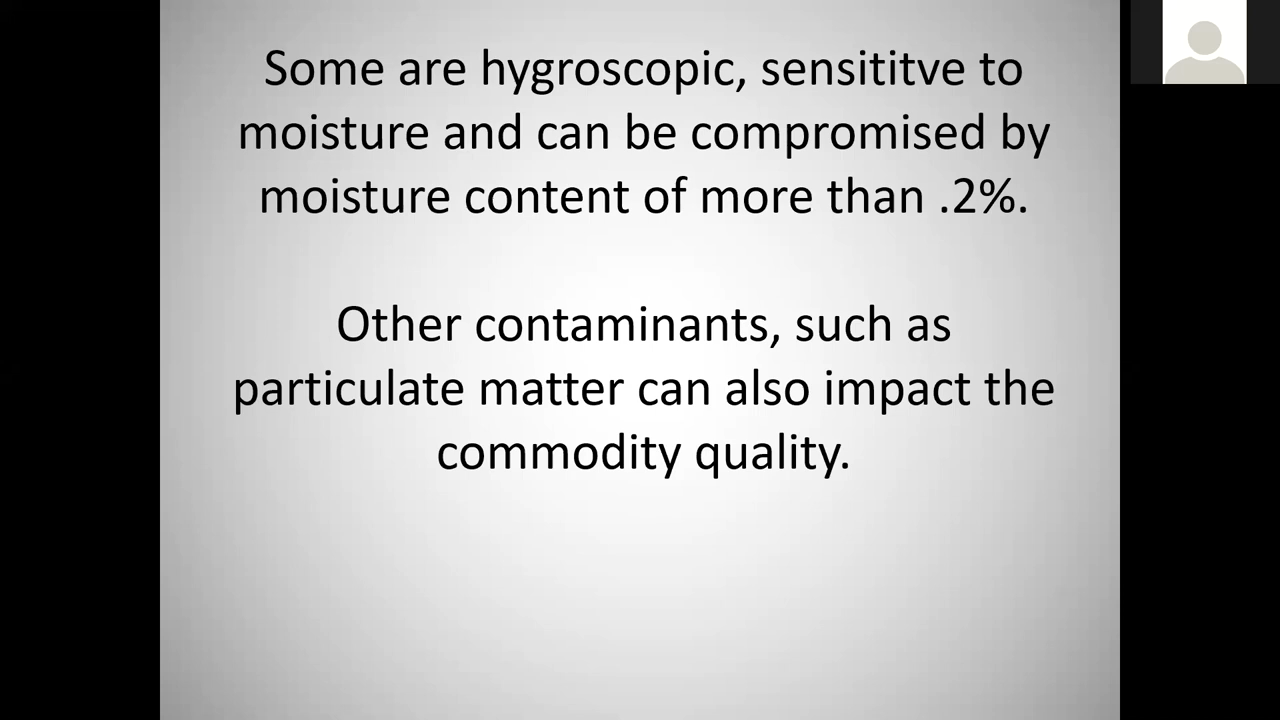 Some are hygroscopic, sensititve to
moisture and can be compromised by
moisture content of more than .2%.
Other contaminants, such as
particulate matter can also impact the
commodity quality.